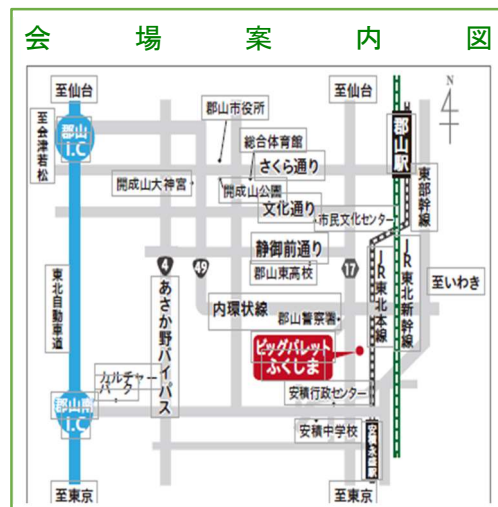 会場案内図
至仙台
至仙台
N
至会津若松
郡山I.C
郡山市役所
総合体育館
郡山駅
さくら通り
開成山大神宮
開成山公園
東部幹線
文化通り
市民文化センター
静御前通り
4
49
17
郡山東高校
JR東北本線
JR東北新幹線
至いわき
東北自動車道
あさか野バイパス
内環状線
郡山警察署
ビッグパレット
ふくしま
カルチャー
パーク
安積行政センター
郡山南
I.C
安積中学校
安積永盛駅
至東京
至東京